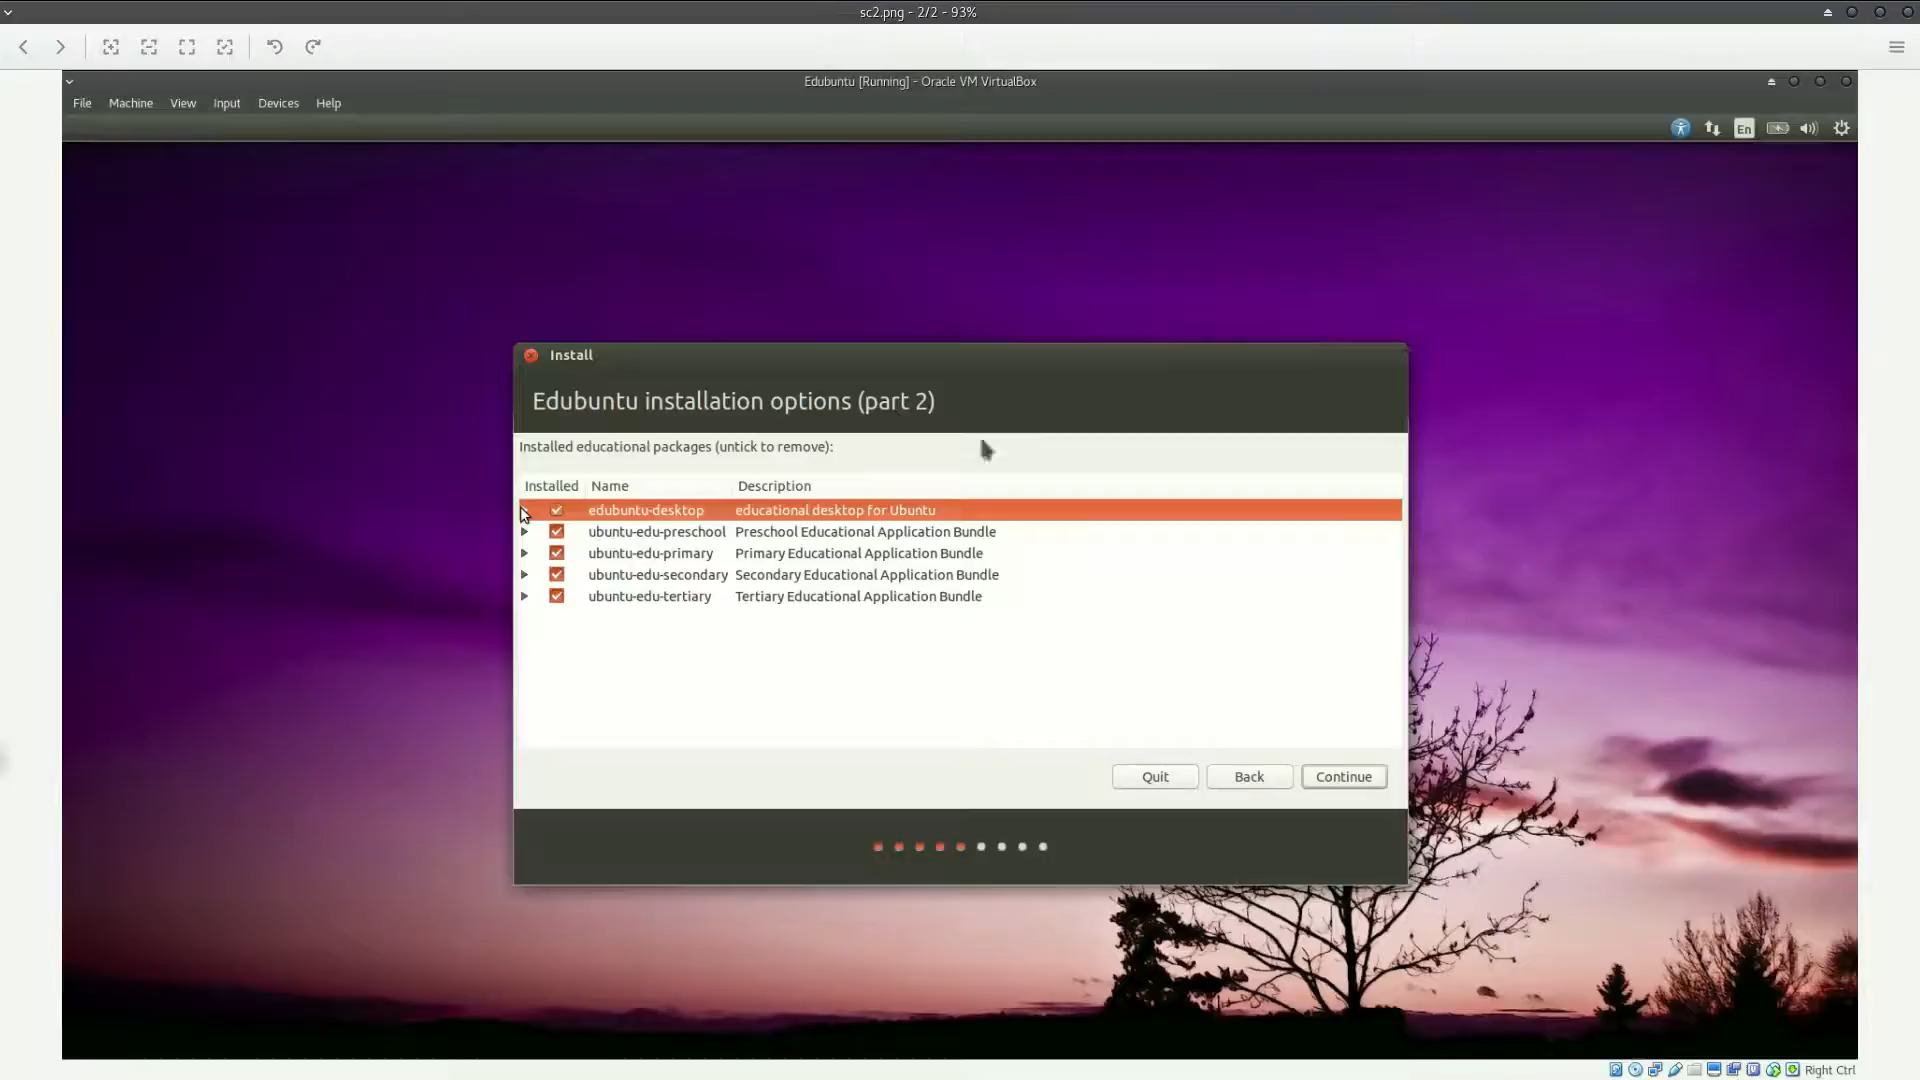 sc2.png - 2/2 - 93%
Edubuntu [Running] - Oracle VM VirtualBox
File Machine View Input Devices Help
En
Install
Edubuntu installation options (part 2)
Installed educational packages (untick to remove):
Installed Name Description
edubuntu-desktop educational desktop for Ubuntu
ubuntu-edu-preschool Preschool Educational Application Bundle
ubuntu-edu-primary Primary Educational Application Bundle
ubuntu-edu-secondary Secondary Educational Application Bundle
ubuntu-edu-tertiary Tertiary Educational Application Bundle
Quit Back Continue
Right Ctrl